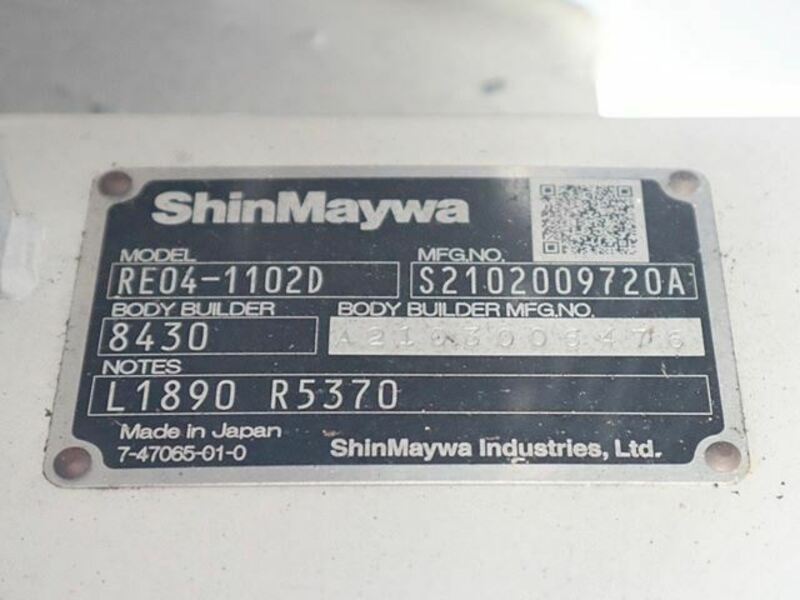 ShinMaywa
MODEL MFG.NO.
RE04-1102D S2102009720A
BODY BUILDER BODY BUILDER MFG.NO.
8430
NOTES
L1890 R5370
Made in Japan
7-47065-01-0 ShinMaywa Industries, Ltd.